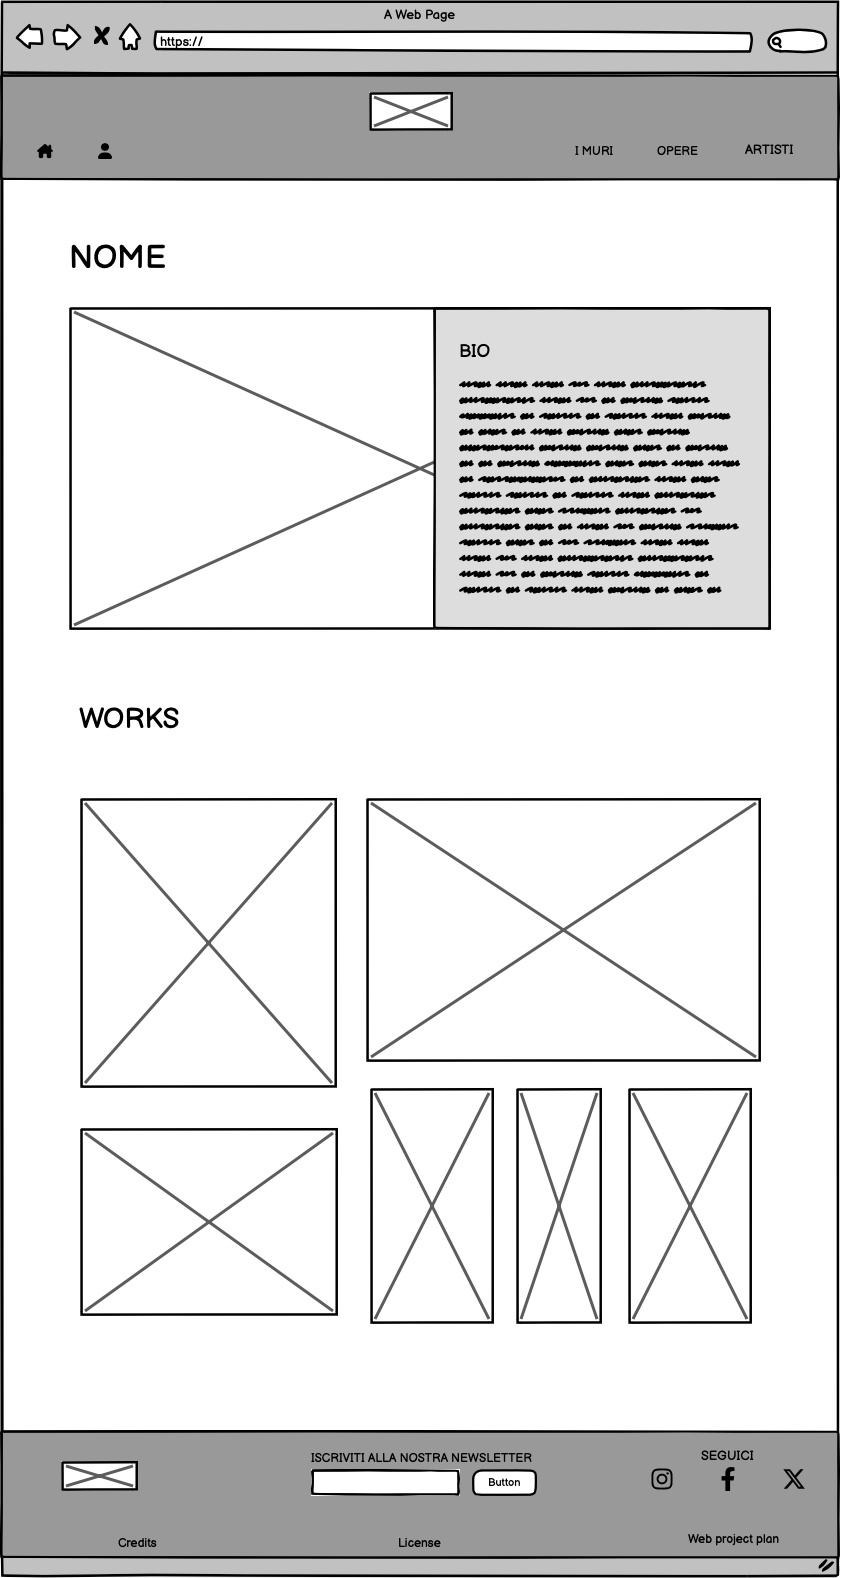 A Web Page
https://
I MURI
OPERE
ARTISTI
NOME
BIO
WORKS
ISCRIVITI ALLA NOSTRA NEWSLETTER
Button
SEGUICI
Credits
License
Web project plan